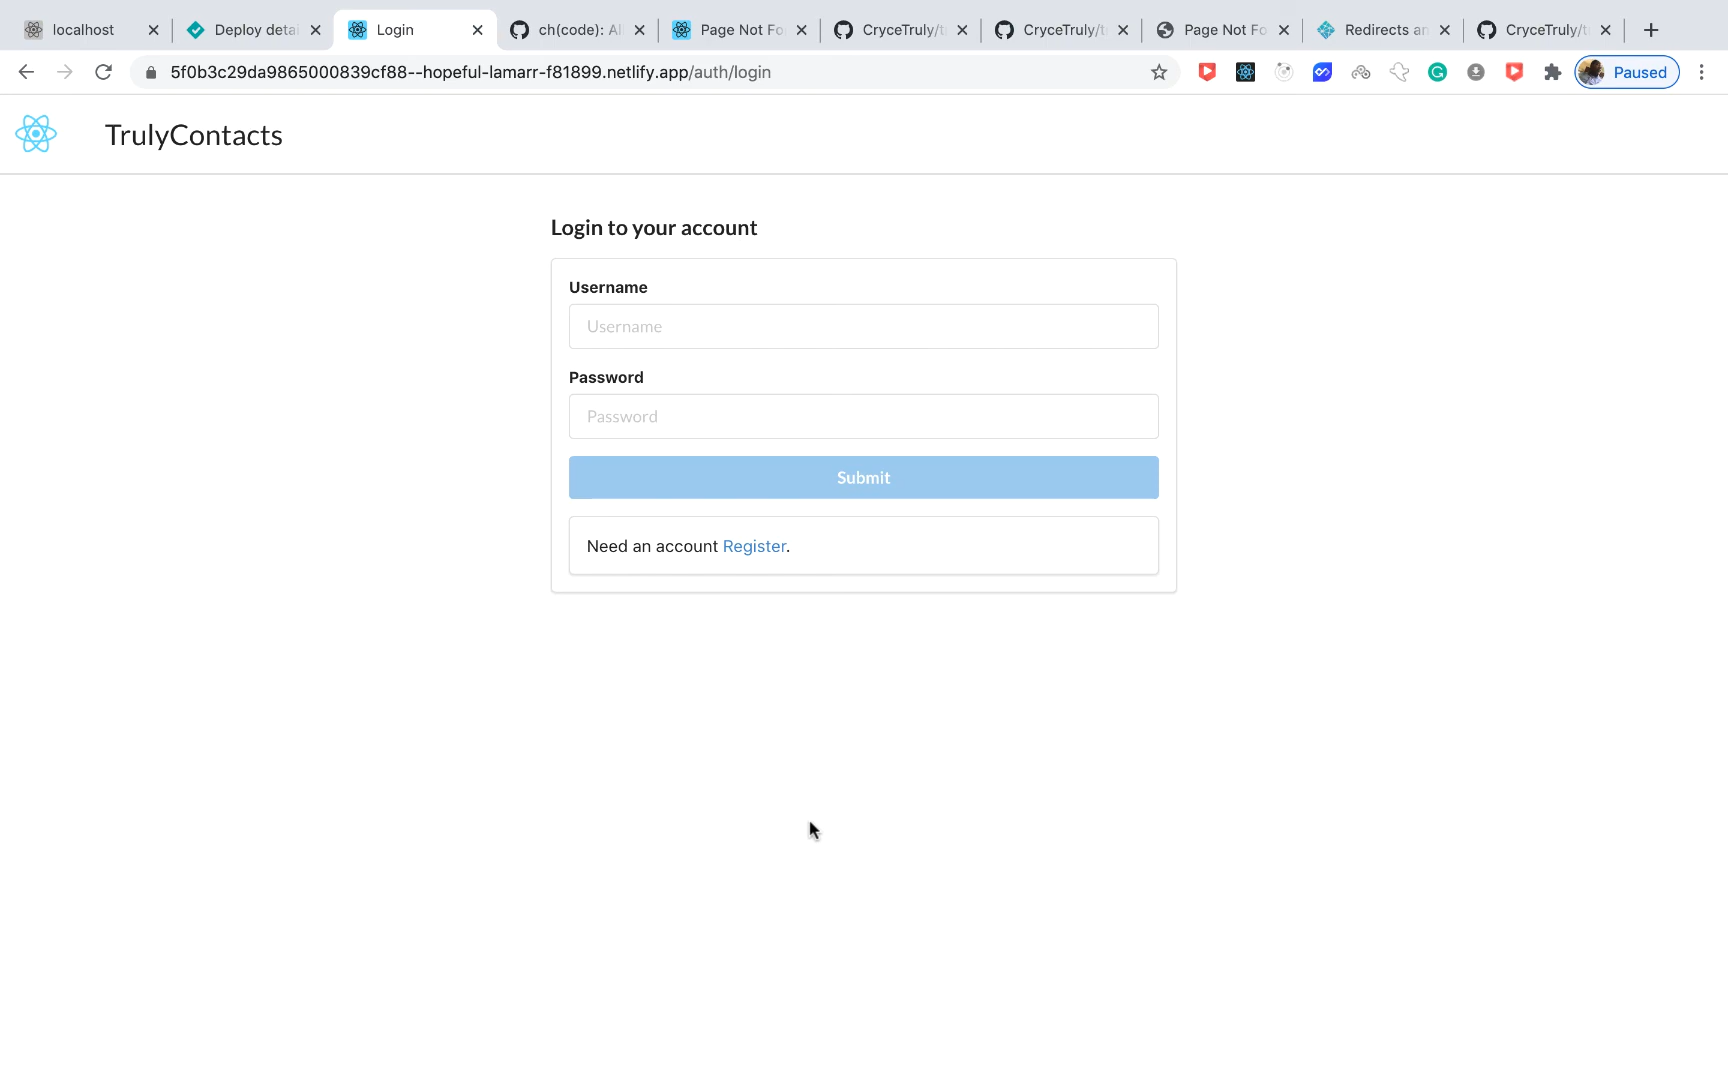 localhost
Deploy detai
Login
ch(code): Al
Page Not Fo
CryceTruly/t
CryceTruly/t
Page Not Fo
Redirects an
CryceTruly/t
5f0b3c29da9865000839cf88--hopeful-lamarr-f81899.netlify.app/auth/login
Paused
TrulyContacts
Login to your account
Username
Username
Password
Password
Submit
Need an account Register.